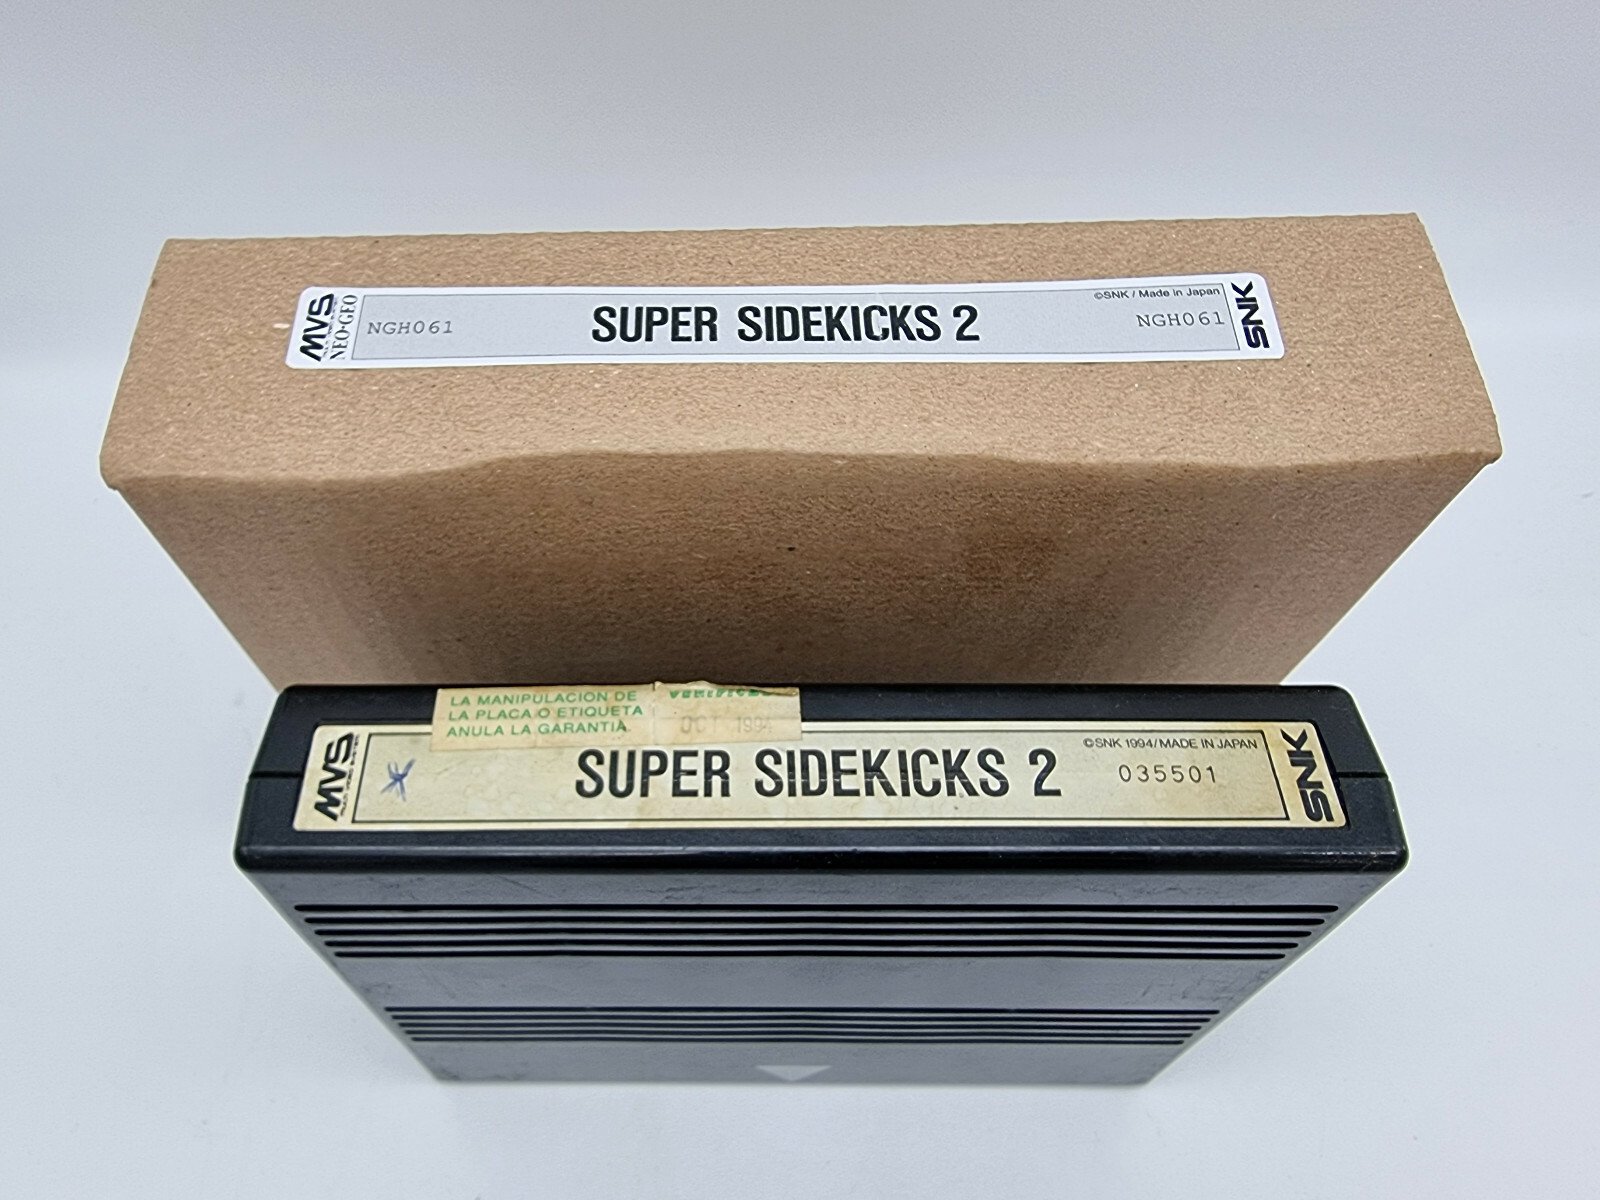 MVS
NEO·GEO
NGH061
SUPER SIDEKICKS 2
©SNK / Made in Japan
NGH061
SNK
LA MANIPULACION DE
LA PLACA O ETIQUETA
ANULA LA GARANTIA
OCT 1994
MVS
SUPER SIDEKICKS 2
©SNK 1994/MADE IN JAPAN
035501
SNK